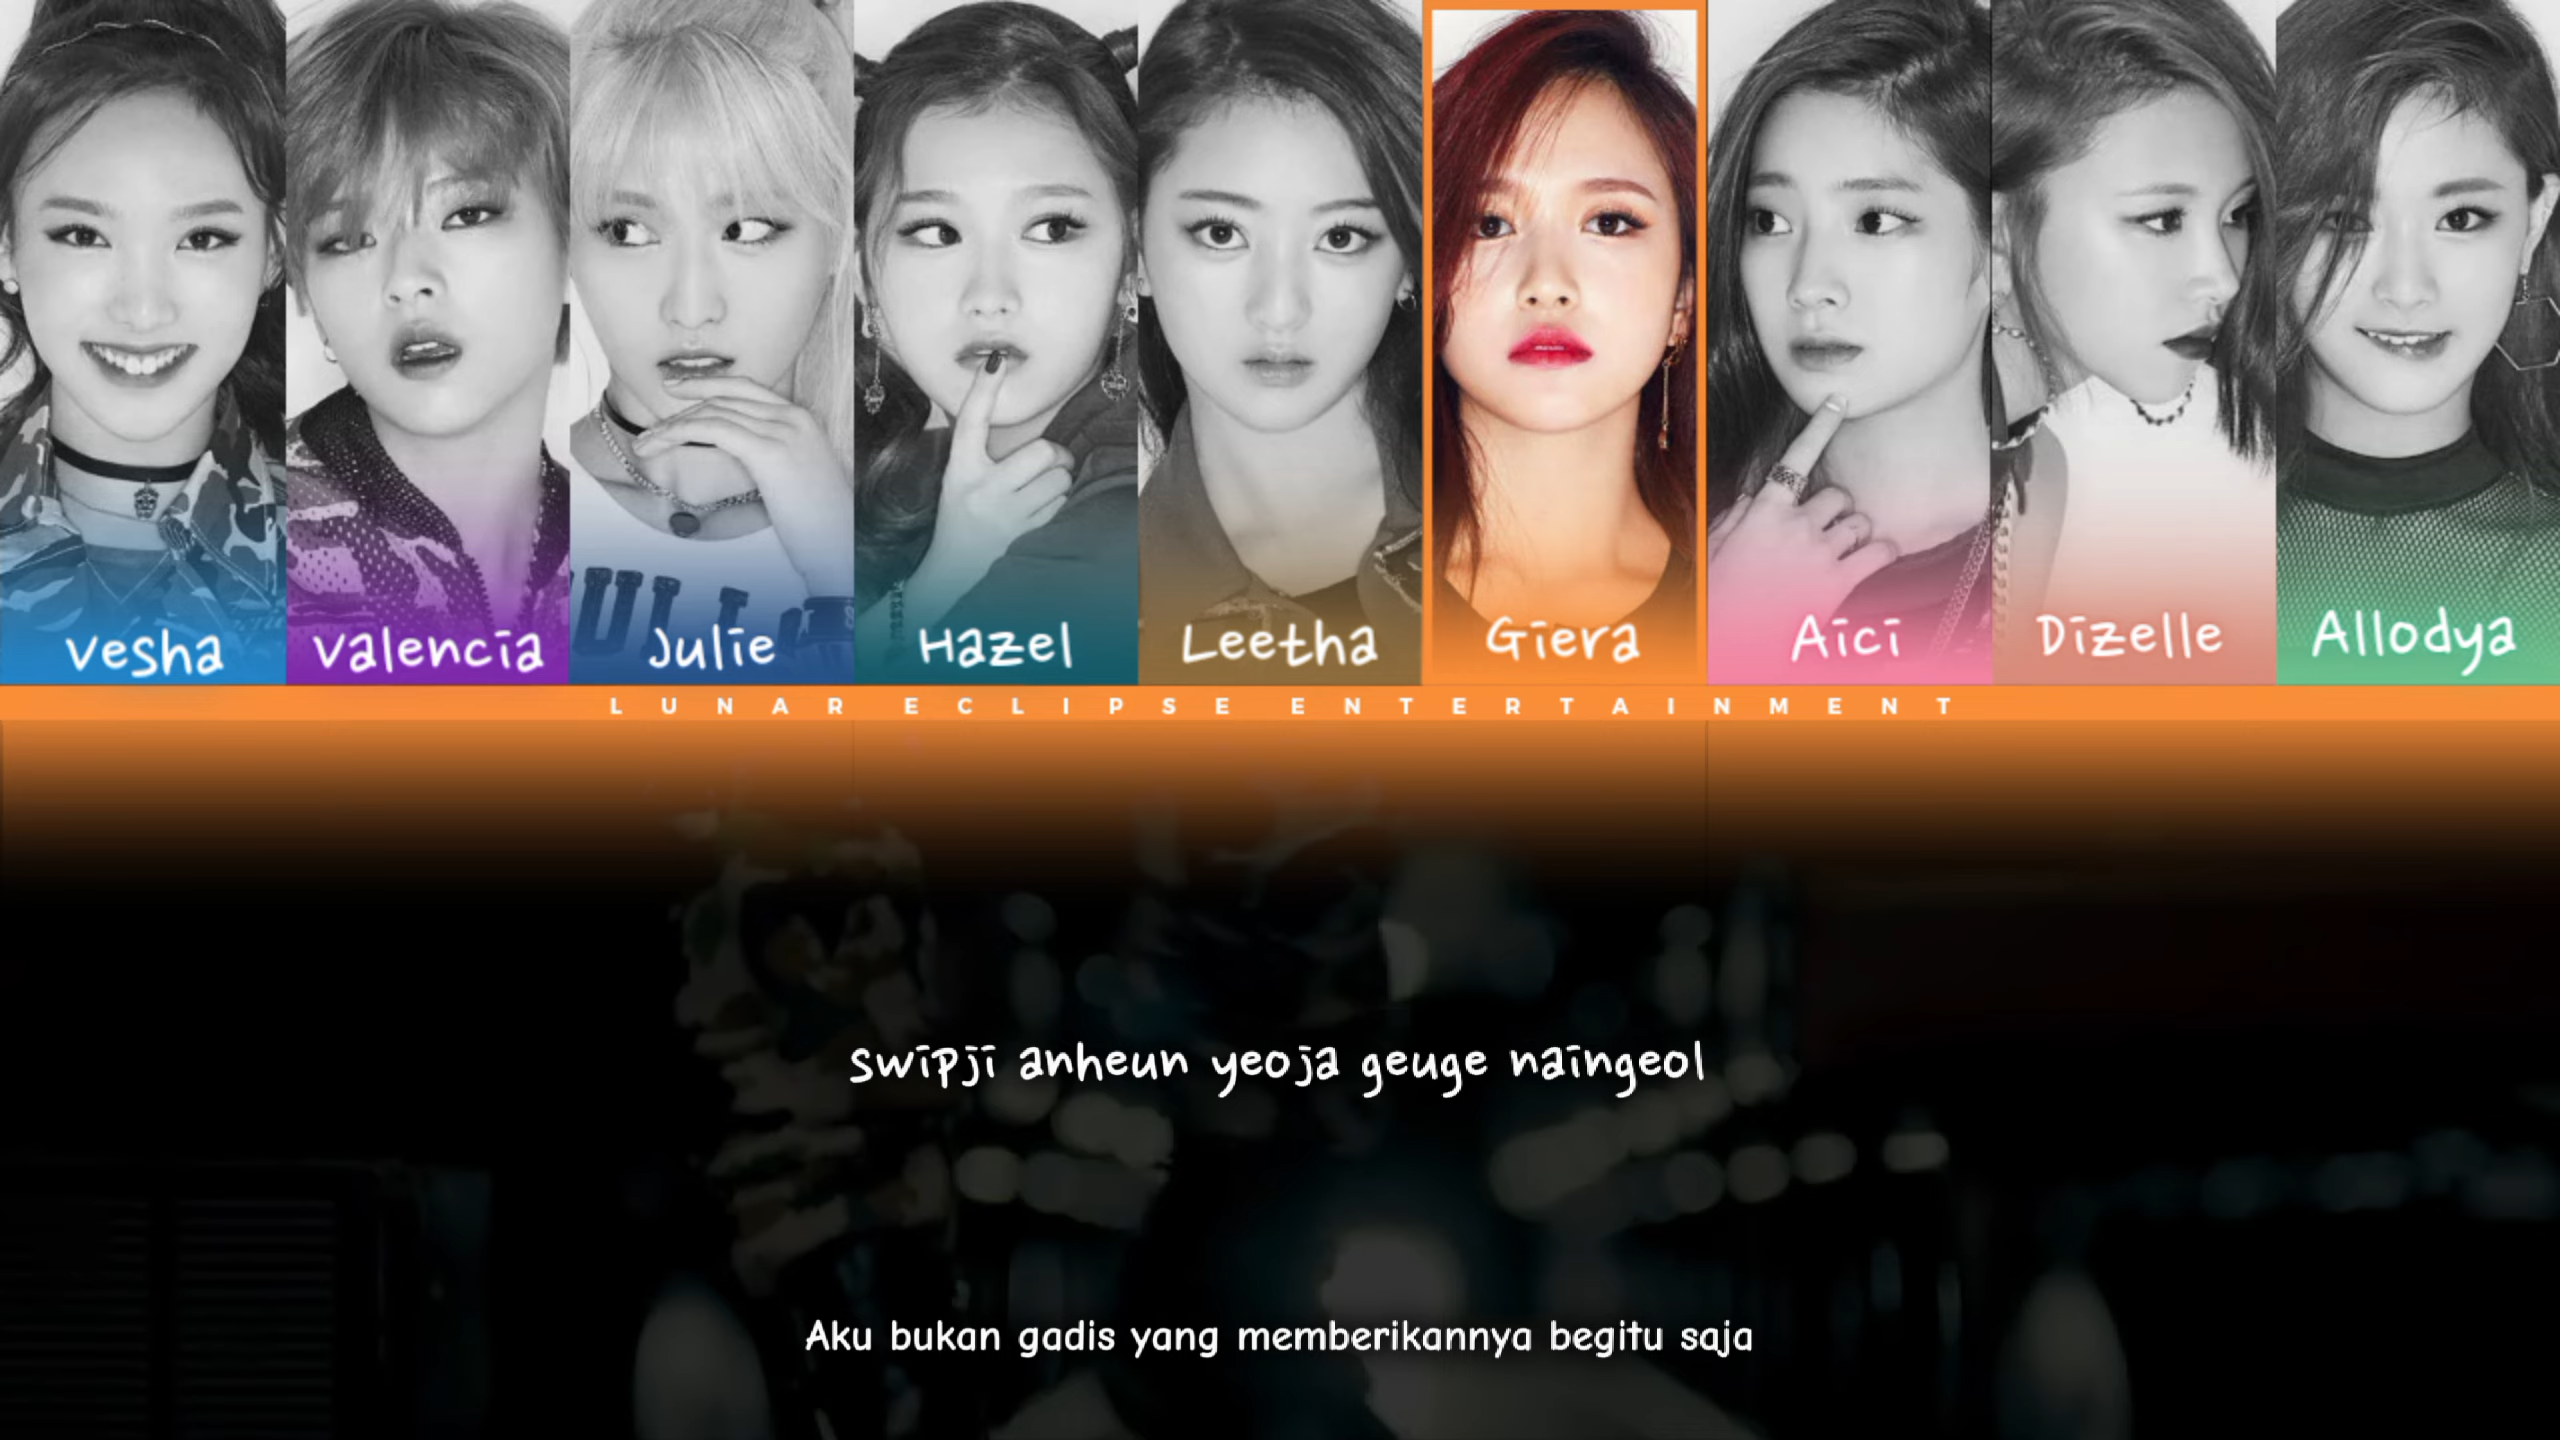 Vesha
Valencia
ULL
Julie
Hazel
Leetha
Giera
Aici
Dizelle
Allodya
LUNAR ECLIPSE ENTERTAINMENT
swipji anheun yeoja geuge naingeol
Aku bukan gadis yang memberikannya begitu saja